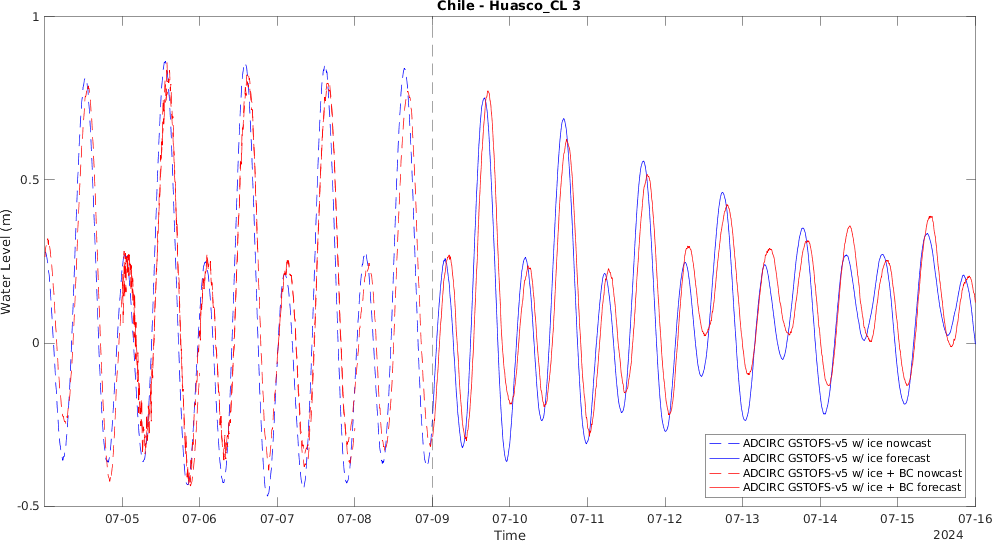 Chile - Huasco_CL 3
1
0.5
0
-0.5
Water Level (m)
07-05 07-06 07-07 07-08 07-09 07-10 07-11 07-12 07-13 07-14 07-15 07-16
Time
2024
ADCIRC GSTOFS-v5 w/ ice nowcast
ADCIRC GSTOFS-v5 w/ ice forecast
ADCIRC GSTOFS-v5 w/ ice + BC nowcast
ADCIRC GSTOFS-v5 w/ ice + BC forecast